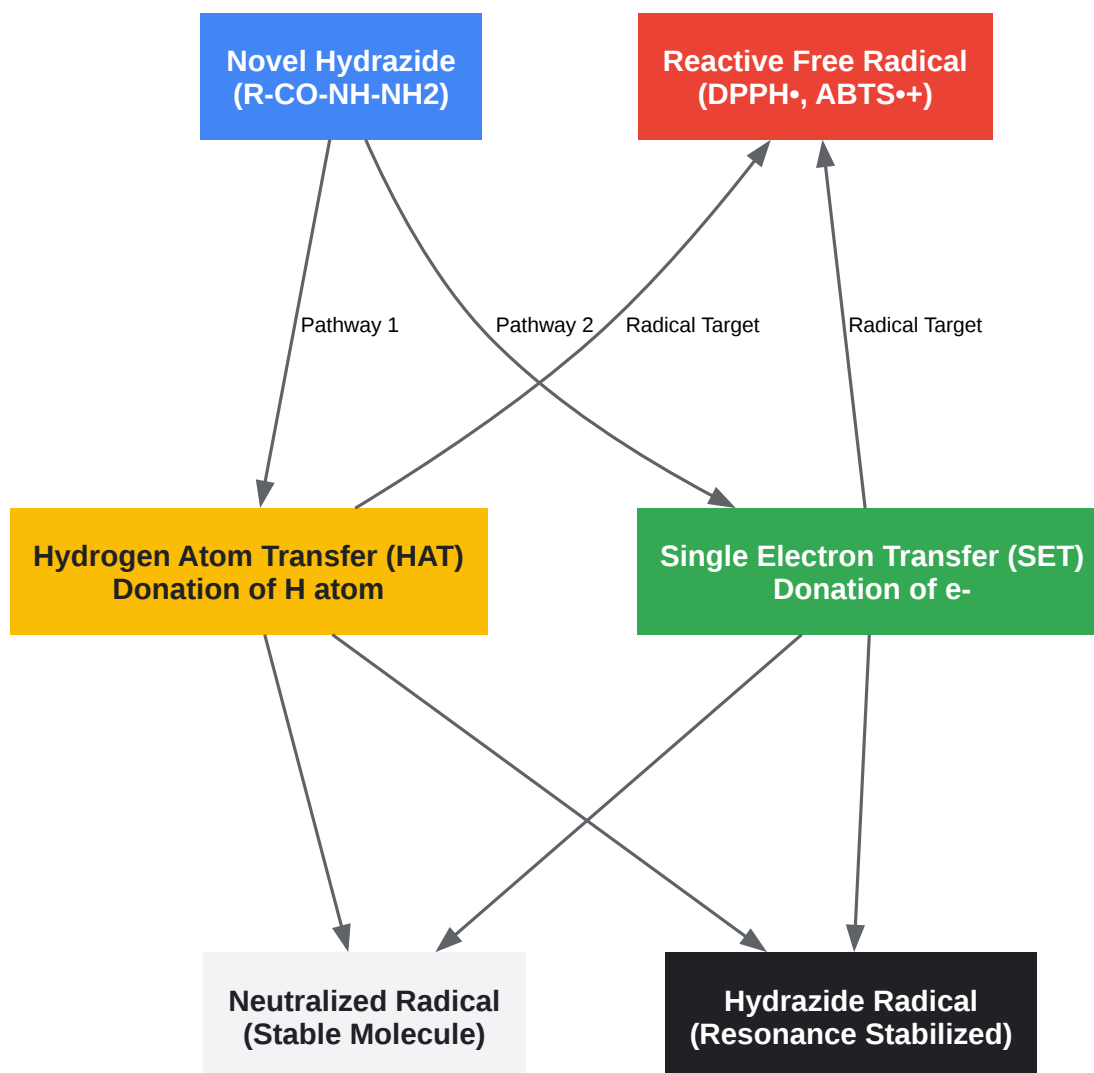 Novel Hydrazide
(R-CO-NH-NH2)
Reactive Free Radical
(DPPH•, ABTS•+)
Pathway 1
Pathway 2
Radical Target
Radical Target
Hydrogen Atom Transfer (HAT)
Donation of H atom
Single Electron Transfer (SET)
Donation of e-
Neutralized Radical
(Stable Molecule)
Hydrazide Radical
(Resonance Stabilized)